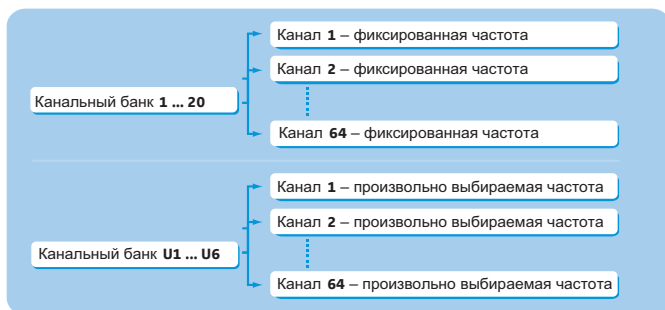 Канал 1 – фиксированная частота
Канал 2 – фиксированная частота
Канальный банк 1 ... 20
Канал 64 – фиксированная частота
Канал 1 – произвольно выбираемая частота
Канал 2 – произвольно выбираемая частота
Канальный банк U1 ... U6
Канал 64 – произвольно выбираемая частота